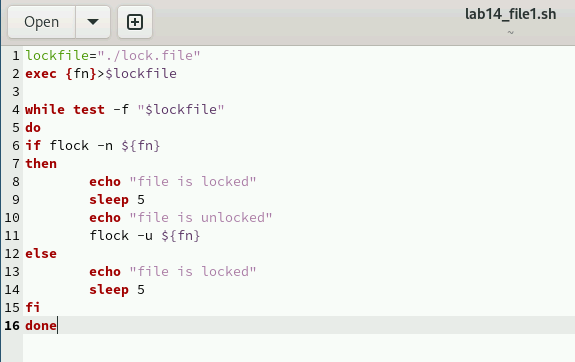 Open
lab14_file1.sh
~
1 lockfile="./lock.file"
2 exec {fn}>$lockfile
3
4 while test -f "$lockfile"
5 do
6 if flock -n ${fn}
7 then
8         echo "file is locked"
9         sleep 5
10         echo "file is unlocked"
11         flock -u ${fn}
12 else
13         echo "file is locked"
14         sleep 5
15 fi
16 done